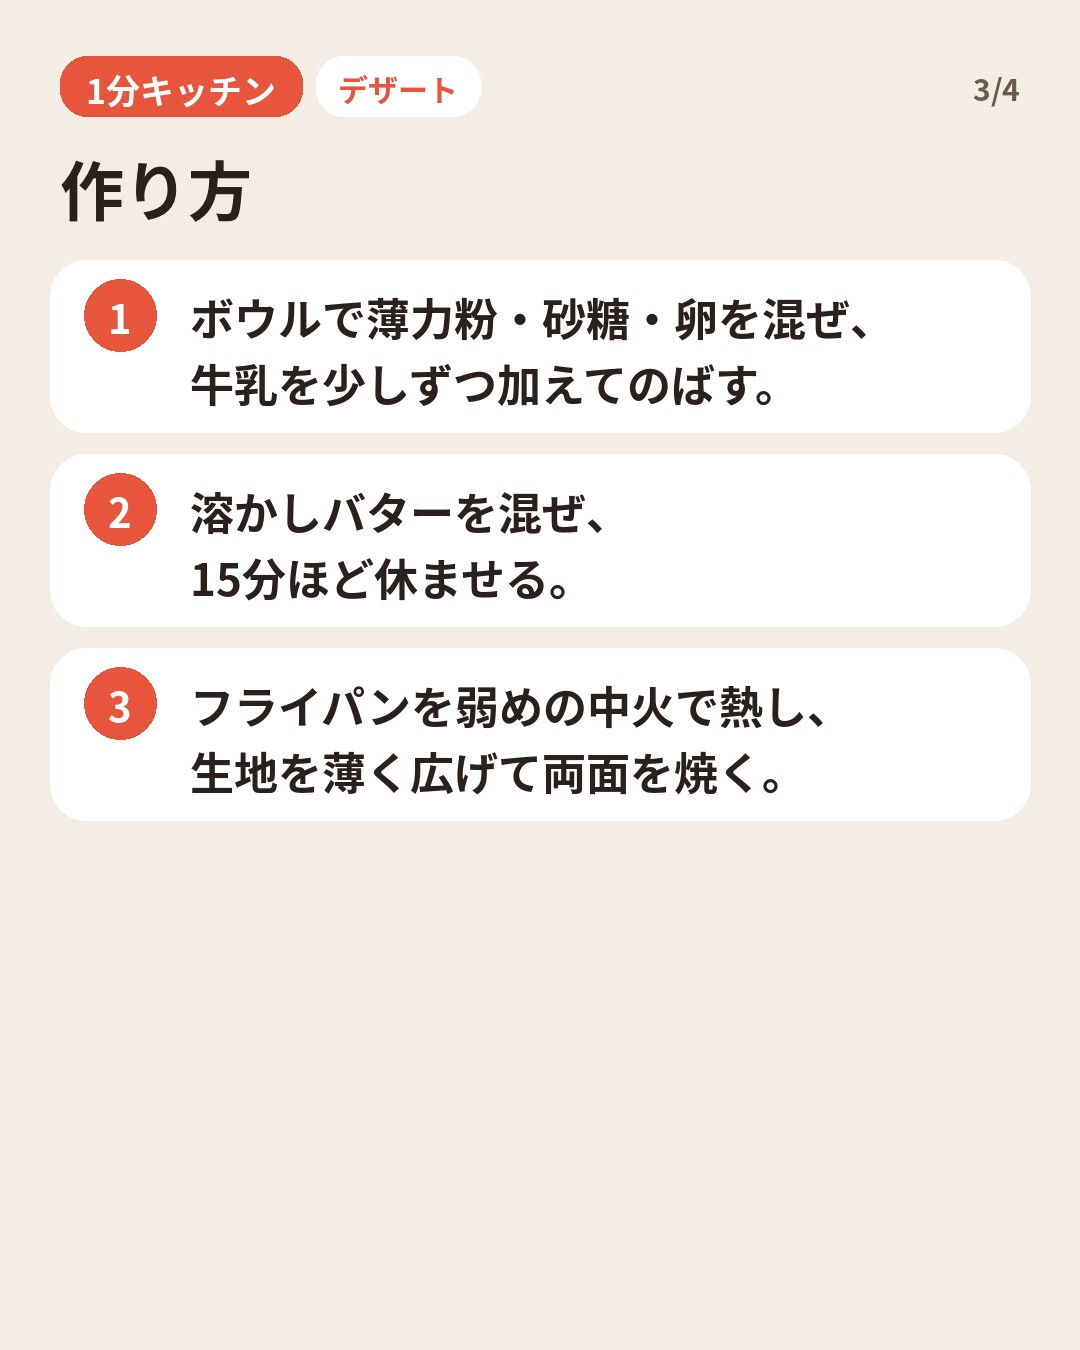 1分キッチン
デザート
3/4
作り方
1
ボウルで薄力粉・砂糖・卵を混ぜ、
牛乳を少しずつ加えてのばす。
2
溶かしバターを混ぜ、
15分ほど休ませる。
3
フライパンを弱めの中火で熱し、
生地を薄く広げて両面を焼く。